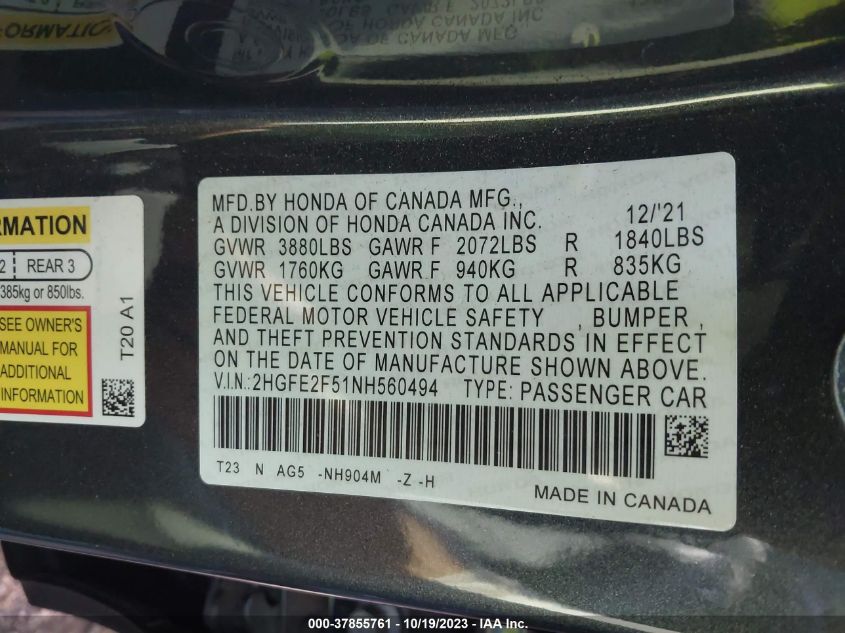 MFD.BY HONDA OF CANADA MFG.,
A DIVISION OF HONDA CANADA INC. 12/'21
GVWR 3880LBS GAWR F 2072LBS R 1840LBS
GVWR 1760KG GAWR F 940KG R 835KG
THIS VEHICLE CONFORMS TO ALL APPLICABLE
FEDERAL MOTOR VEHICLE SAFETY , BUMPER ,
AND THEFT PREVENTION STANDARDS IN EFFECT
ON THE DATE OF MANUFACTURE SHOWN ABOVE.
V.I.N.:2HGFE2F51NH560494 TYPE: PASSENGER CAR
T23 N AG5 -NH904M -Z -H
MADE IN CANADA
2 REAR 3
385kg or 850lbs.
SEE OWNER'S
MANUAL FOR
ADDITIONAL
INFORMATION
T20 A1
000-37855761 - 10/19/2023 - IAA Inc.